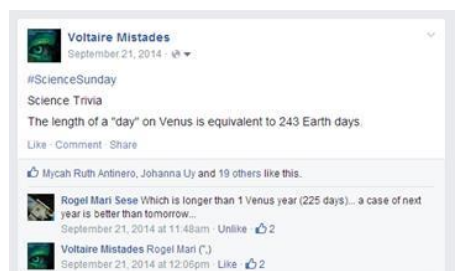 Voltaire Mistades
September 21, 2014 ·
#ScienceSunday
Science Trivia
The length of a "day" on Venus is equivalent to 243 Earth days.
Like · Comment · Share
Mycah Ruth Antinero, Johanna Uy and 19 others like this.
Rogel Mari Sese Which is longer than 1 Venus year (225 days)... a case of next
year is better than tomorrow...
September 21, 2014 at 11:48am · Unlike · 2
Voltaire Mistades Rogel Mari (",)
September 21, 2014 at 12:06pm · Like · 2